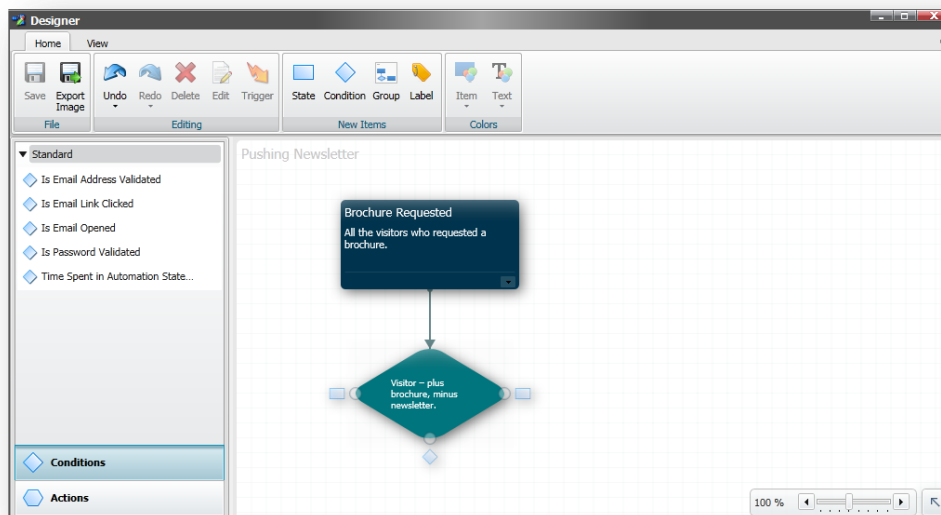 Designer
Home View
Save Export Image Undo Redo Delete Edit Trigger State Condition Group Label Item Text
File Editing New Items Colors
Standard
Is Email Address Validated
Is Email Link Clicked
Is Email Opened
Is Password Validated
Time Spent in Automation State...
Conditions
Actions
Pushing Newsletter
Brochure Requested
All the visitors who requested a
brochure.
Visitor – plus
brochure, minus
newsletter.
100 %